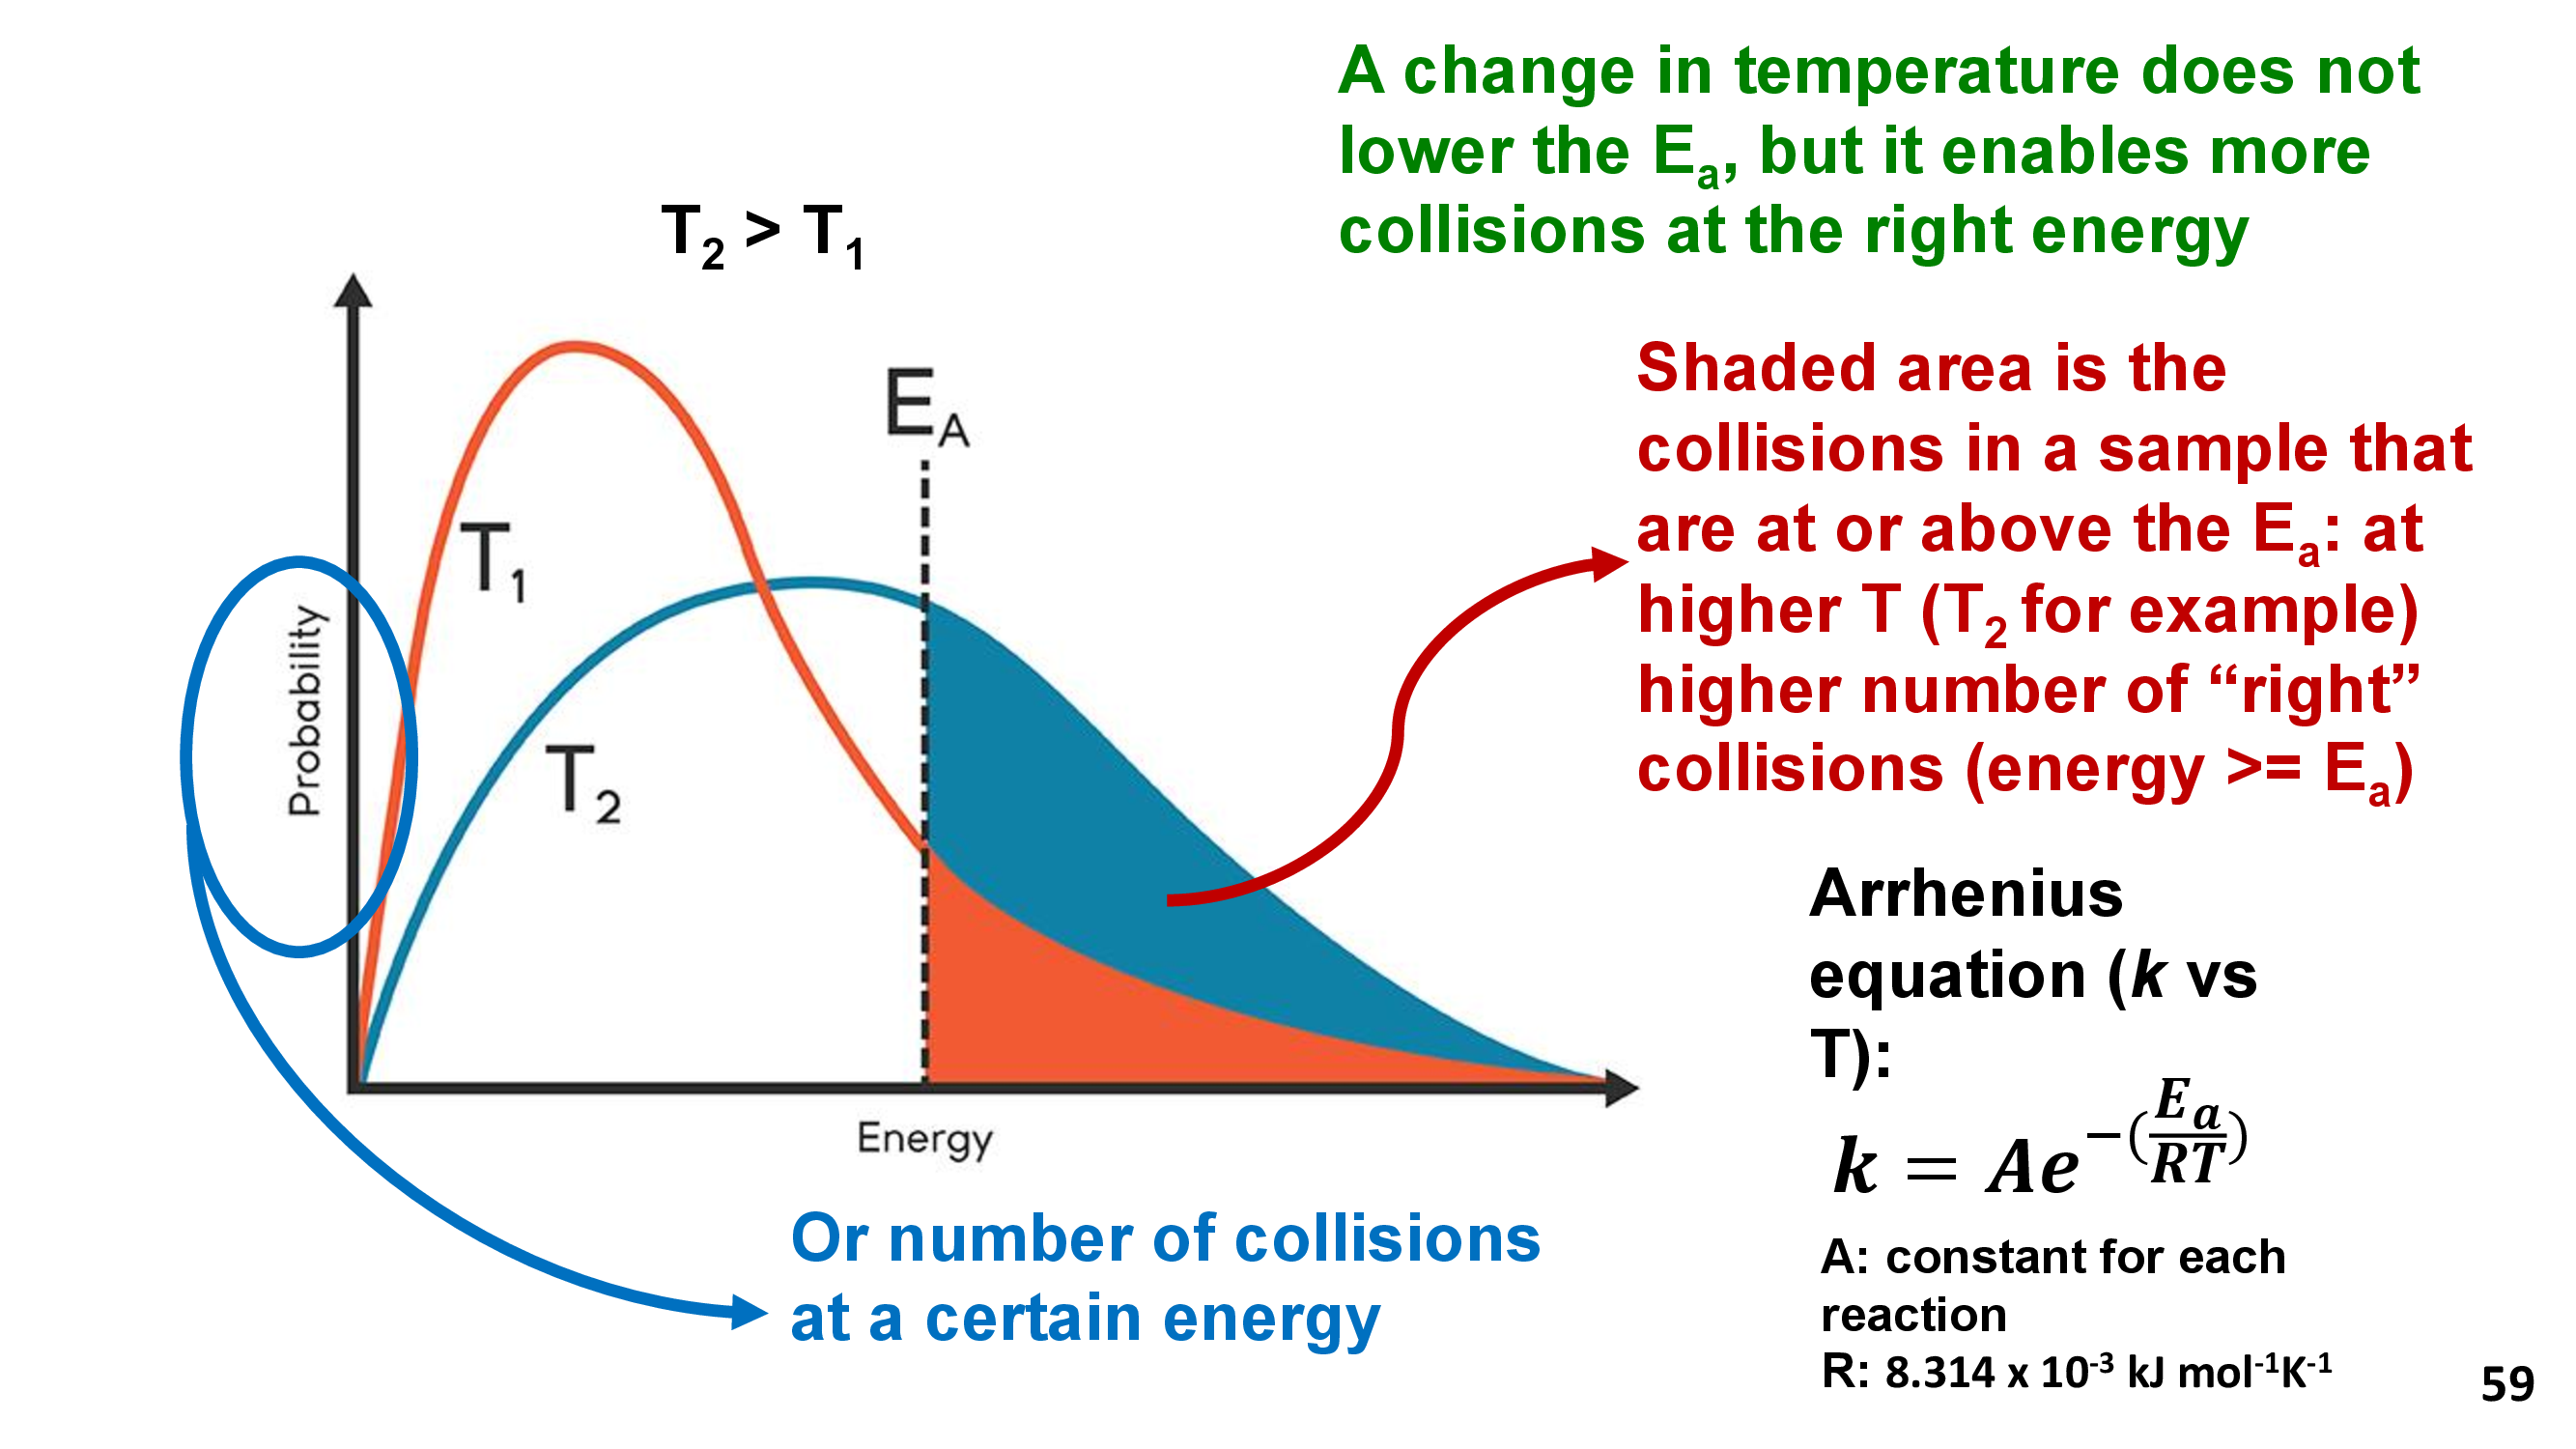 A change in temperature does not
lower the Eₐ, but it enables more
collisions at the right energy
T₂ > T₁
E_A
T₁
T₂
Probability
Energy
Shaded area is the
collisions in a sample that
are at or above the Eₐ: at
higher T (T₂ for example)
higher number of “right”
collisions (energy >= Eₐ)
Or number of collisions
at a certain energy
Arrhenius
equation (k vs
T):
k = Ae^−(Eₐ/RT)
A: constant for each
reaction
R: 8.314 x 10⁻³ kJ mol⁻¹K⁻¹
59